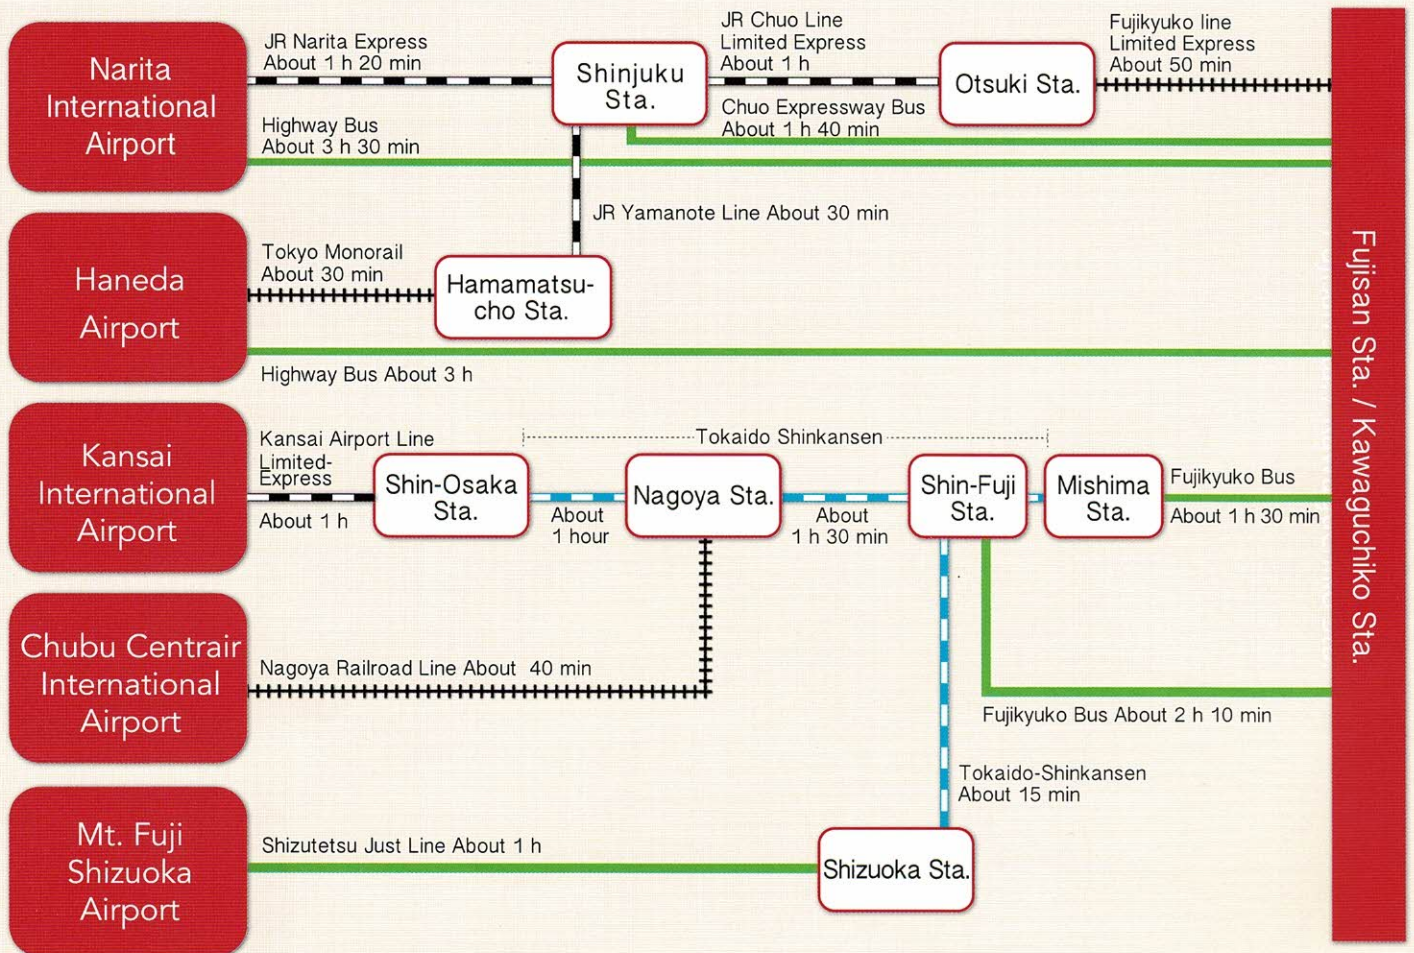 Narita
International
Airport
JR Narita Express
About 1 h 20 min
Highway Bus
About 3 h 30 min
Shinjuku
Sta.
JR Chuo Line
Limited Express
About 1 h
Chuo Expressway Bus
About 1 h 40 min
Otsuki Sta.
Fujikyuko line
Limited Express
About 50 min
JR Yamanote Line About 30 min
Haneda
Airport
Tokyo Monorail
About 30 min
Hamamatsu-
cho Sta.
Highway Bus About 3 h
Kansai
International
Airport
Kansai Airport Line
Limited-
Express
About 1 h
Shin-Osaka
Sta.
Tokaido Shinkansen
About
1 hour
Nagoya Sta.
About
1 h 30 min
Shin-Fuji
Sta.
Mishima
Sta.
Fujikyuko Bus
About 1 h 30 min
Chubu Centrair
International
Airport
Nagoya Railroad Line About 40 min
Fujikyuko Bus About 2 h 10 min
Tokaido-Shinkansen
About 15 min
Mt. Fuji
Shizuoka
Airport
Shizutetsu Just Line About 1 h
Shizuoka Sta.
Fujisan Sta. / Kawaguchiko Sta.